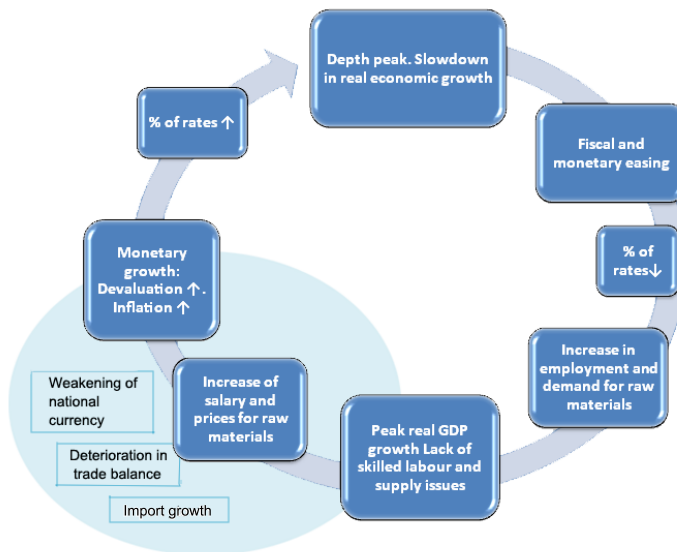 Depth peak. Slowdown
in real economic growth
Fiscal and
monetary easing
% of
rates↓
Increase in
employment and
demand for raw
materials
Peak real GDP
growth Lack of
skilled labour and
supply issues
Increase of
salary and
prices for raw
materials
Monetary
growth:
Devaluation ↑.
Inflation ↑
% of rates ↑
Weakening of
national
currency
Deterioration in
trade balance
Import growth